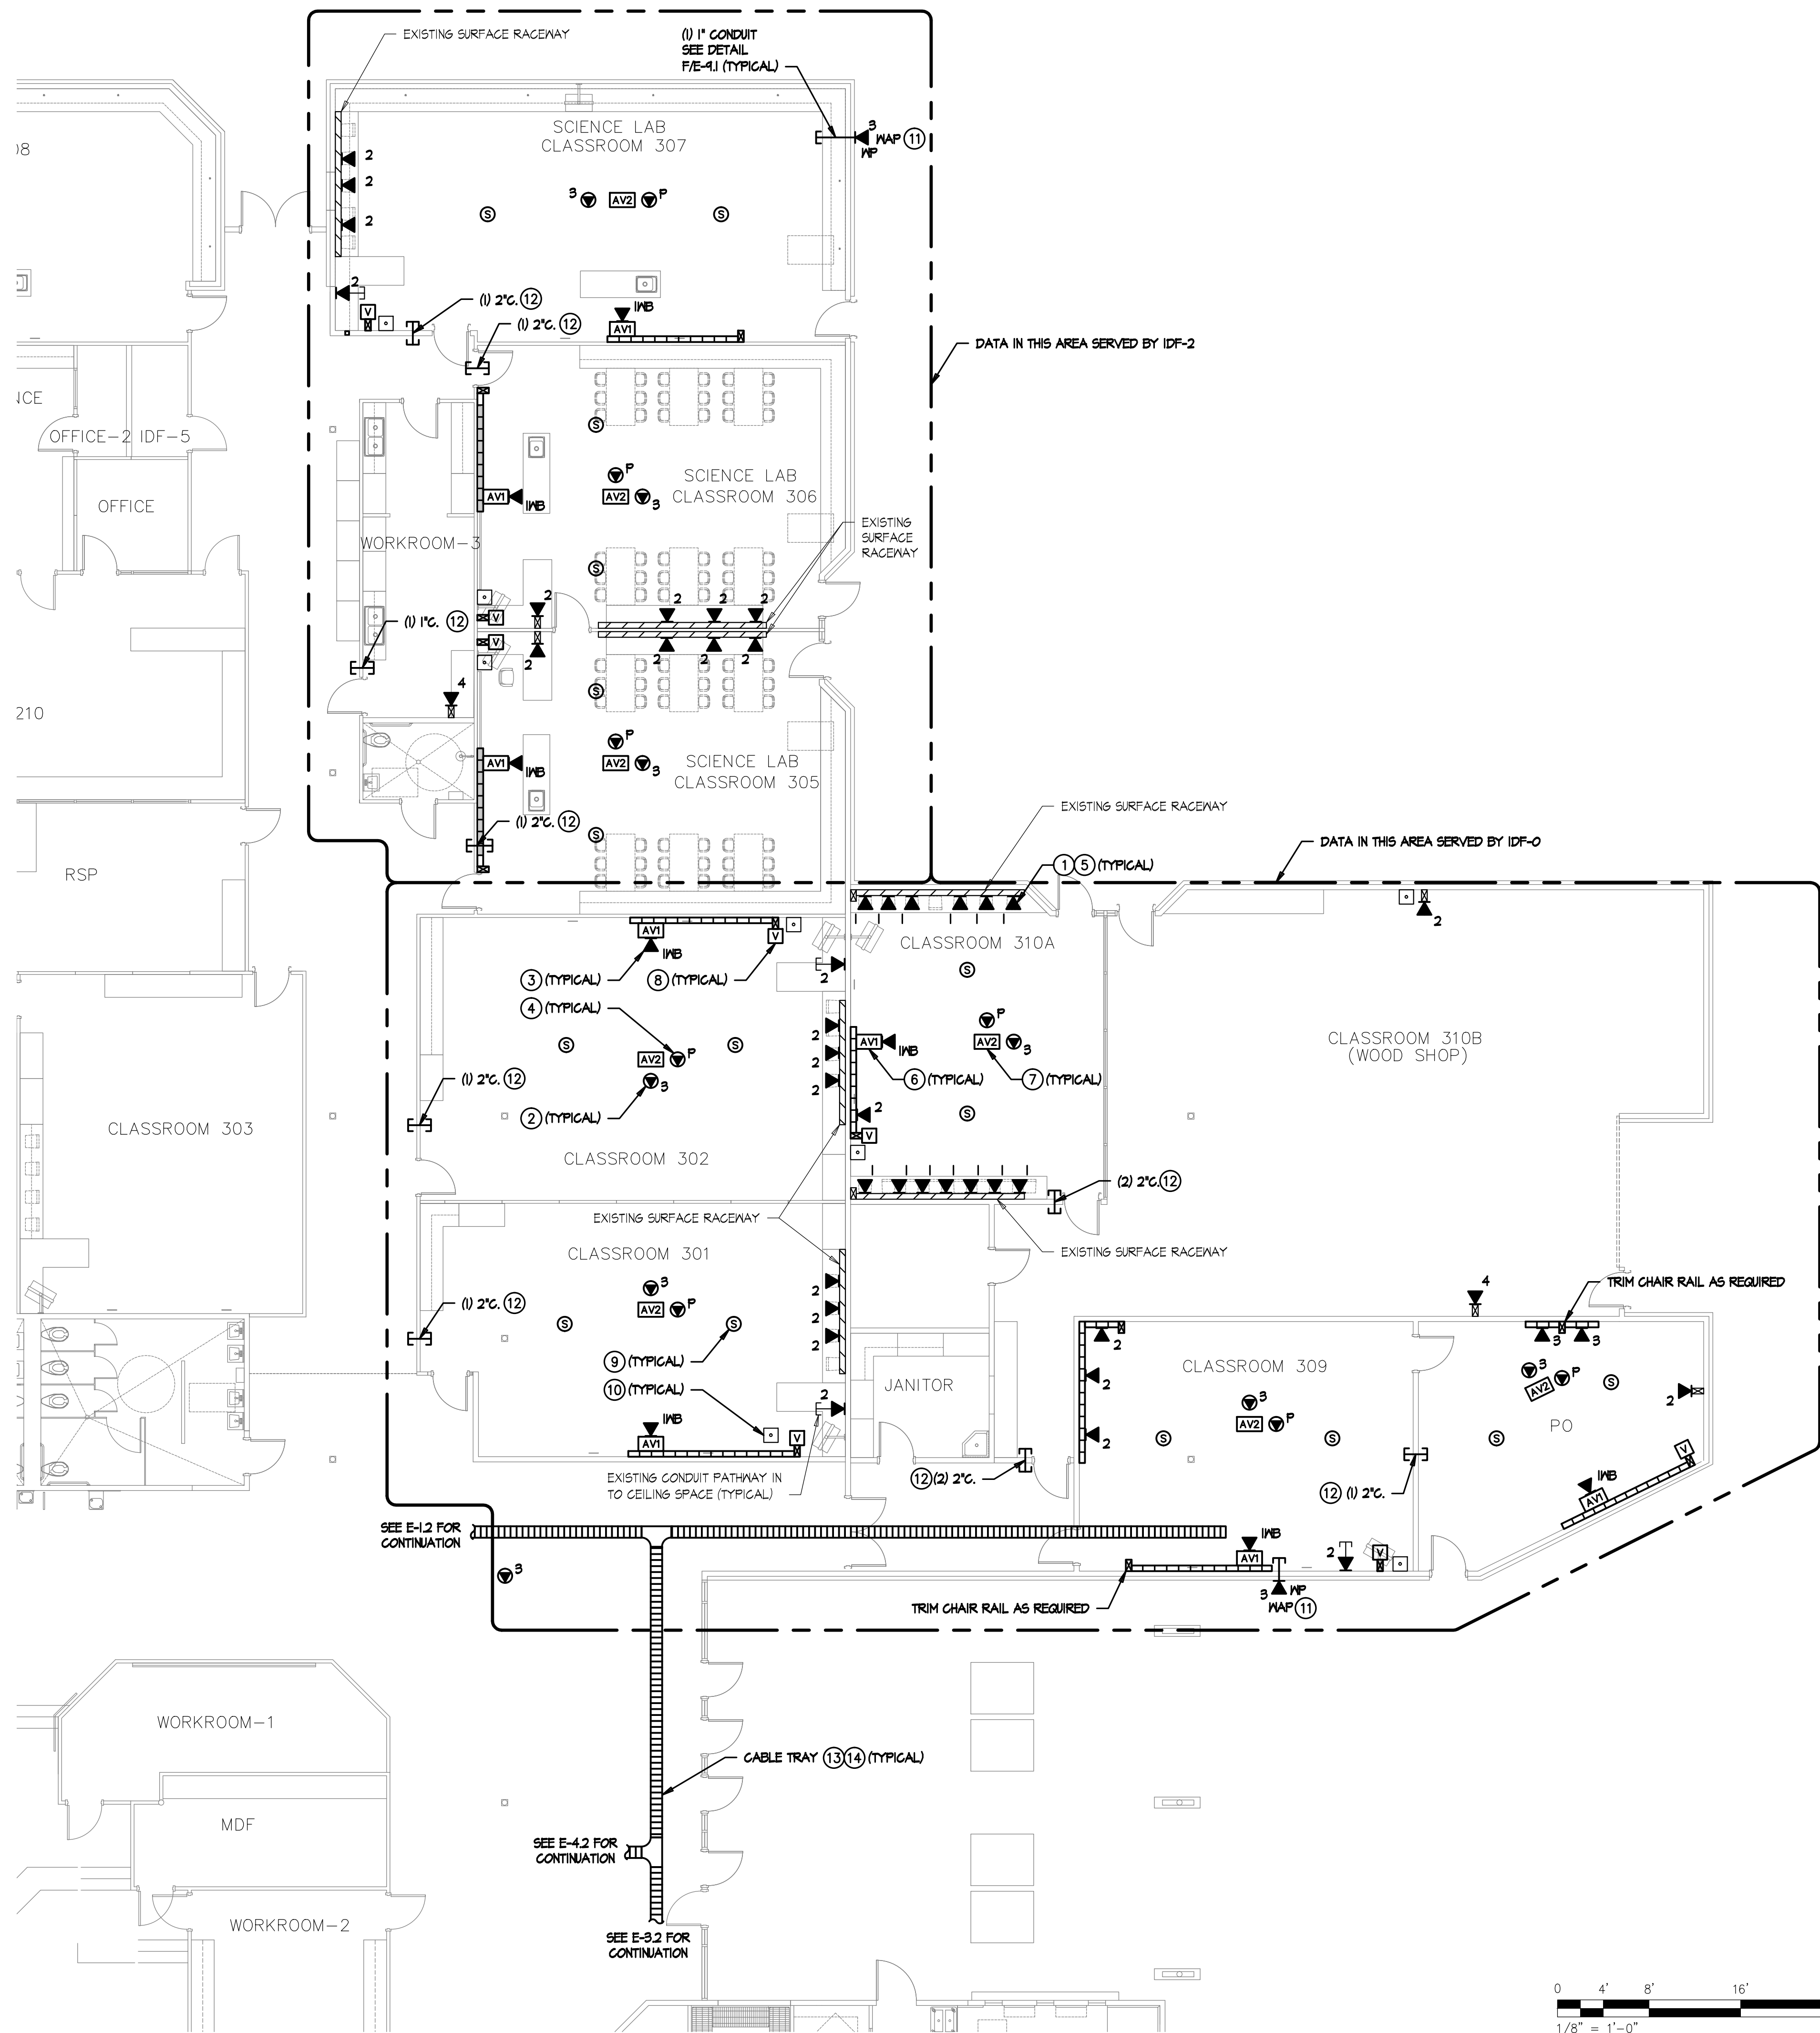 EXISTING SURFACE RACEWAY
(1) 1" CONDUIT
SEE DETAIL
F/E-9.1 (TYPICAL)
SCIENCE LAB
CLASSROOM 307
3
WAP 11
WP
08
2
2
2
3 AV2 P
S
S
2
V
(1) 2"C. 12
(1) 2"C. 12
IWB
AV1
DATA IN THIS AREA SERVED BY IDF-2
NCE
OFFICE-2 IDF-5
OFFICE
S
P
AV2 3
SCIENCE LAB
CLASSROOM 306
AV1 IWB
WORKROOM-3
EXISTING
SURFACE
RACEWAY
S
2
2 2 2
V
V
2
2 2 2
(1) 1"C. 12
4
S
210
P
AV2 3
SCIENCE LAB
CLASSROOM 305
AV1 IWB
(1) 2"C. 12
S
RSP
EXISTING SURFACE RACEWAY
DATA IN THIS AREA SERVED BY IDF-0
1 5 (TYPICAL)
2
AV1
IWB
V
3 (TYPICAL)
8 (TYPICAL)
4 (TYPICAL)
2
CLASSROOM 310A
S
P
AV2 3
AV1 IWB
6 (TYPICAL)
7 (TYPICAL)
S
CLASSROOM 310B
(WOOD SHOP)
S
S
AV2 P
3
2
2
2
(1) 2"C. 12
2 (TYPICAL)
CLASSROOM 303
CLASSROOM 302
2
V
(2) 2"C. 12
EXISTING SURFACE RACEWAY
EXISTING SURFACE RACEWAY
CLASSROOM 301
3
AV2 P
S
S
2
2
2
(1) 2"C. 12
9 (TYPICAL)
10 (TYPICAL)
2
IWB
AV1
V
EXISTING CONDUIT PATHWAY IN
TO CEILING SPACE (TYPICAL)
JANITOR
12 (2) 2"C.
4
TRIM CHAIR RAIL AS REQUIRED
2
2
2
CLASSROOM 309
3
AV2 P
S
S
3 3
3
AV2 P
S
2
PO
S
V
IWB
AV1
12 (1) 2"C.
SEE E-1.2 FOR
CONTINUATION
3
IWB
AV1
2
V
3 WP
WAP 11
TRIM CHAIR RAIL AS REQUIRED
WORKROOM-1
MDF
WORKROOM-2
CABLE TRAY 13 14 (TYPICAL)
SEE E-4.2 FOR
CONTINUATION
SEE E-3.2 FOR
CONTINUATION
0 4' 8' 16'
1/8" = 1'-0"